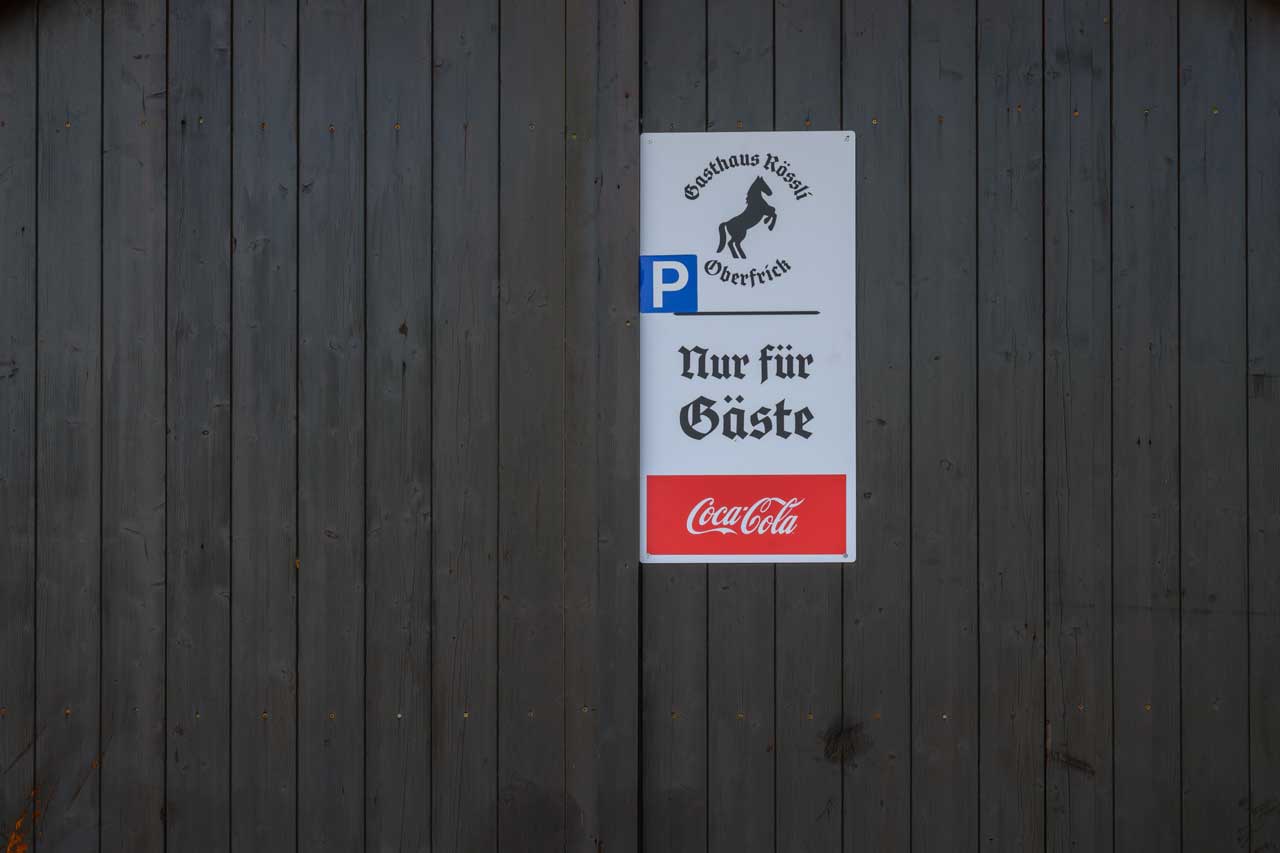 Gasthaus Rössli
Oberfrick
P
Nur für
Gäste
Coca-Cola